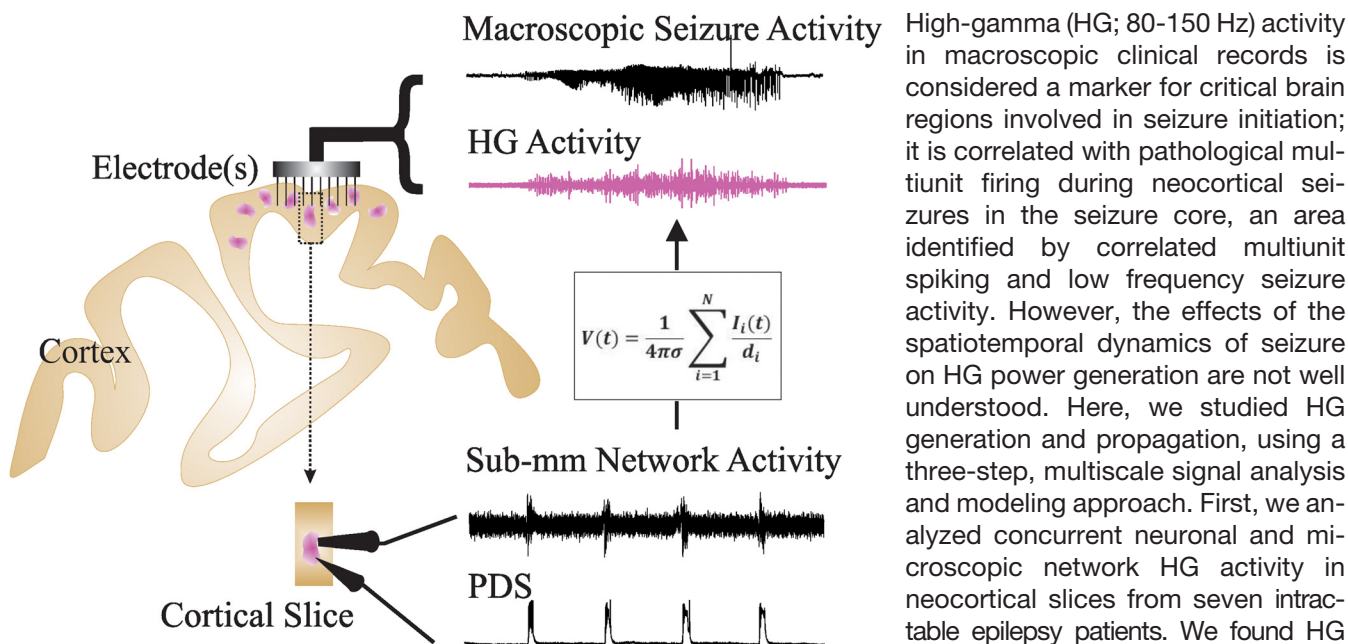 Macroscopic Seizure Activity
HG Activity
Electrode(s)
Cortex
V(t) = \frac{1}{4πσ} \sum_{i=1}^{N} \frac{I_i(t)}{d_i}
Sub-mm Network Activity
PDS
Cortical Slice
High-gamma (HG; 80-150 Hz) activity
in macroscopic clinical records is
considered a marker for critical brain
regions involved in seizure initiation;
it is correlated with pathological mul-
tiunit firing during neocortical sei-
zures in the seizure core, an area
identified by correlated multiunit
spiking and low frequency seizure
activity. However, the effects of the
spatiotemporal dynamics of seizure
on HG power generation are not well
understood. Here, we studied HG
generation and propagation, using a
three-step, multiscale signal analysis
and modeling approach. First, we an-
alyzed concurrent neuronal and mi-
croscopic network HG activity in
neocortical slices from seven intrac-
table epilepsy patients. We found HG